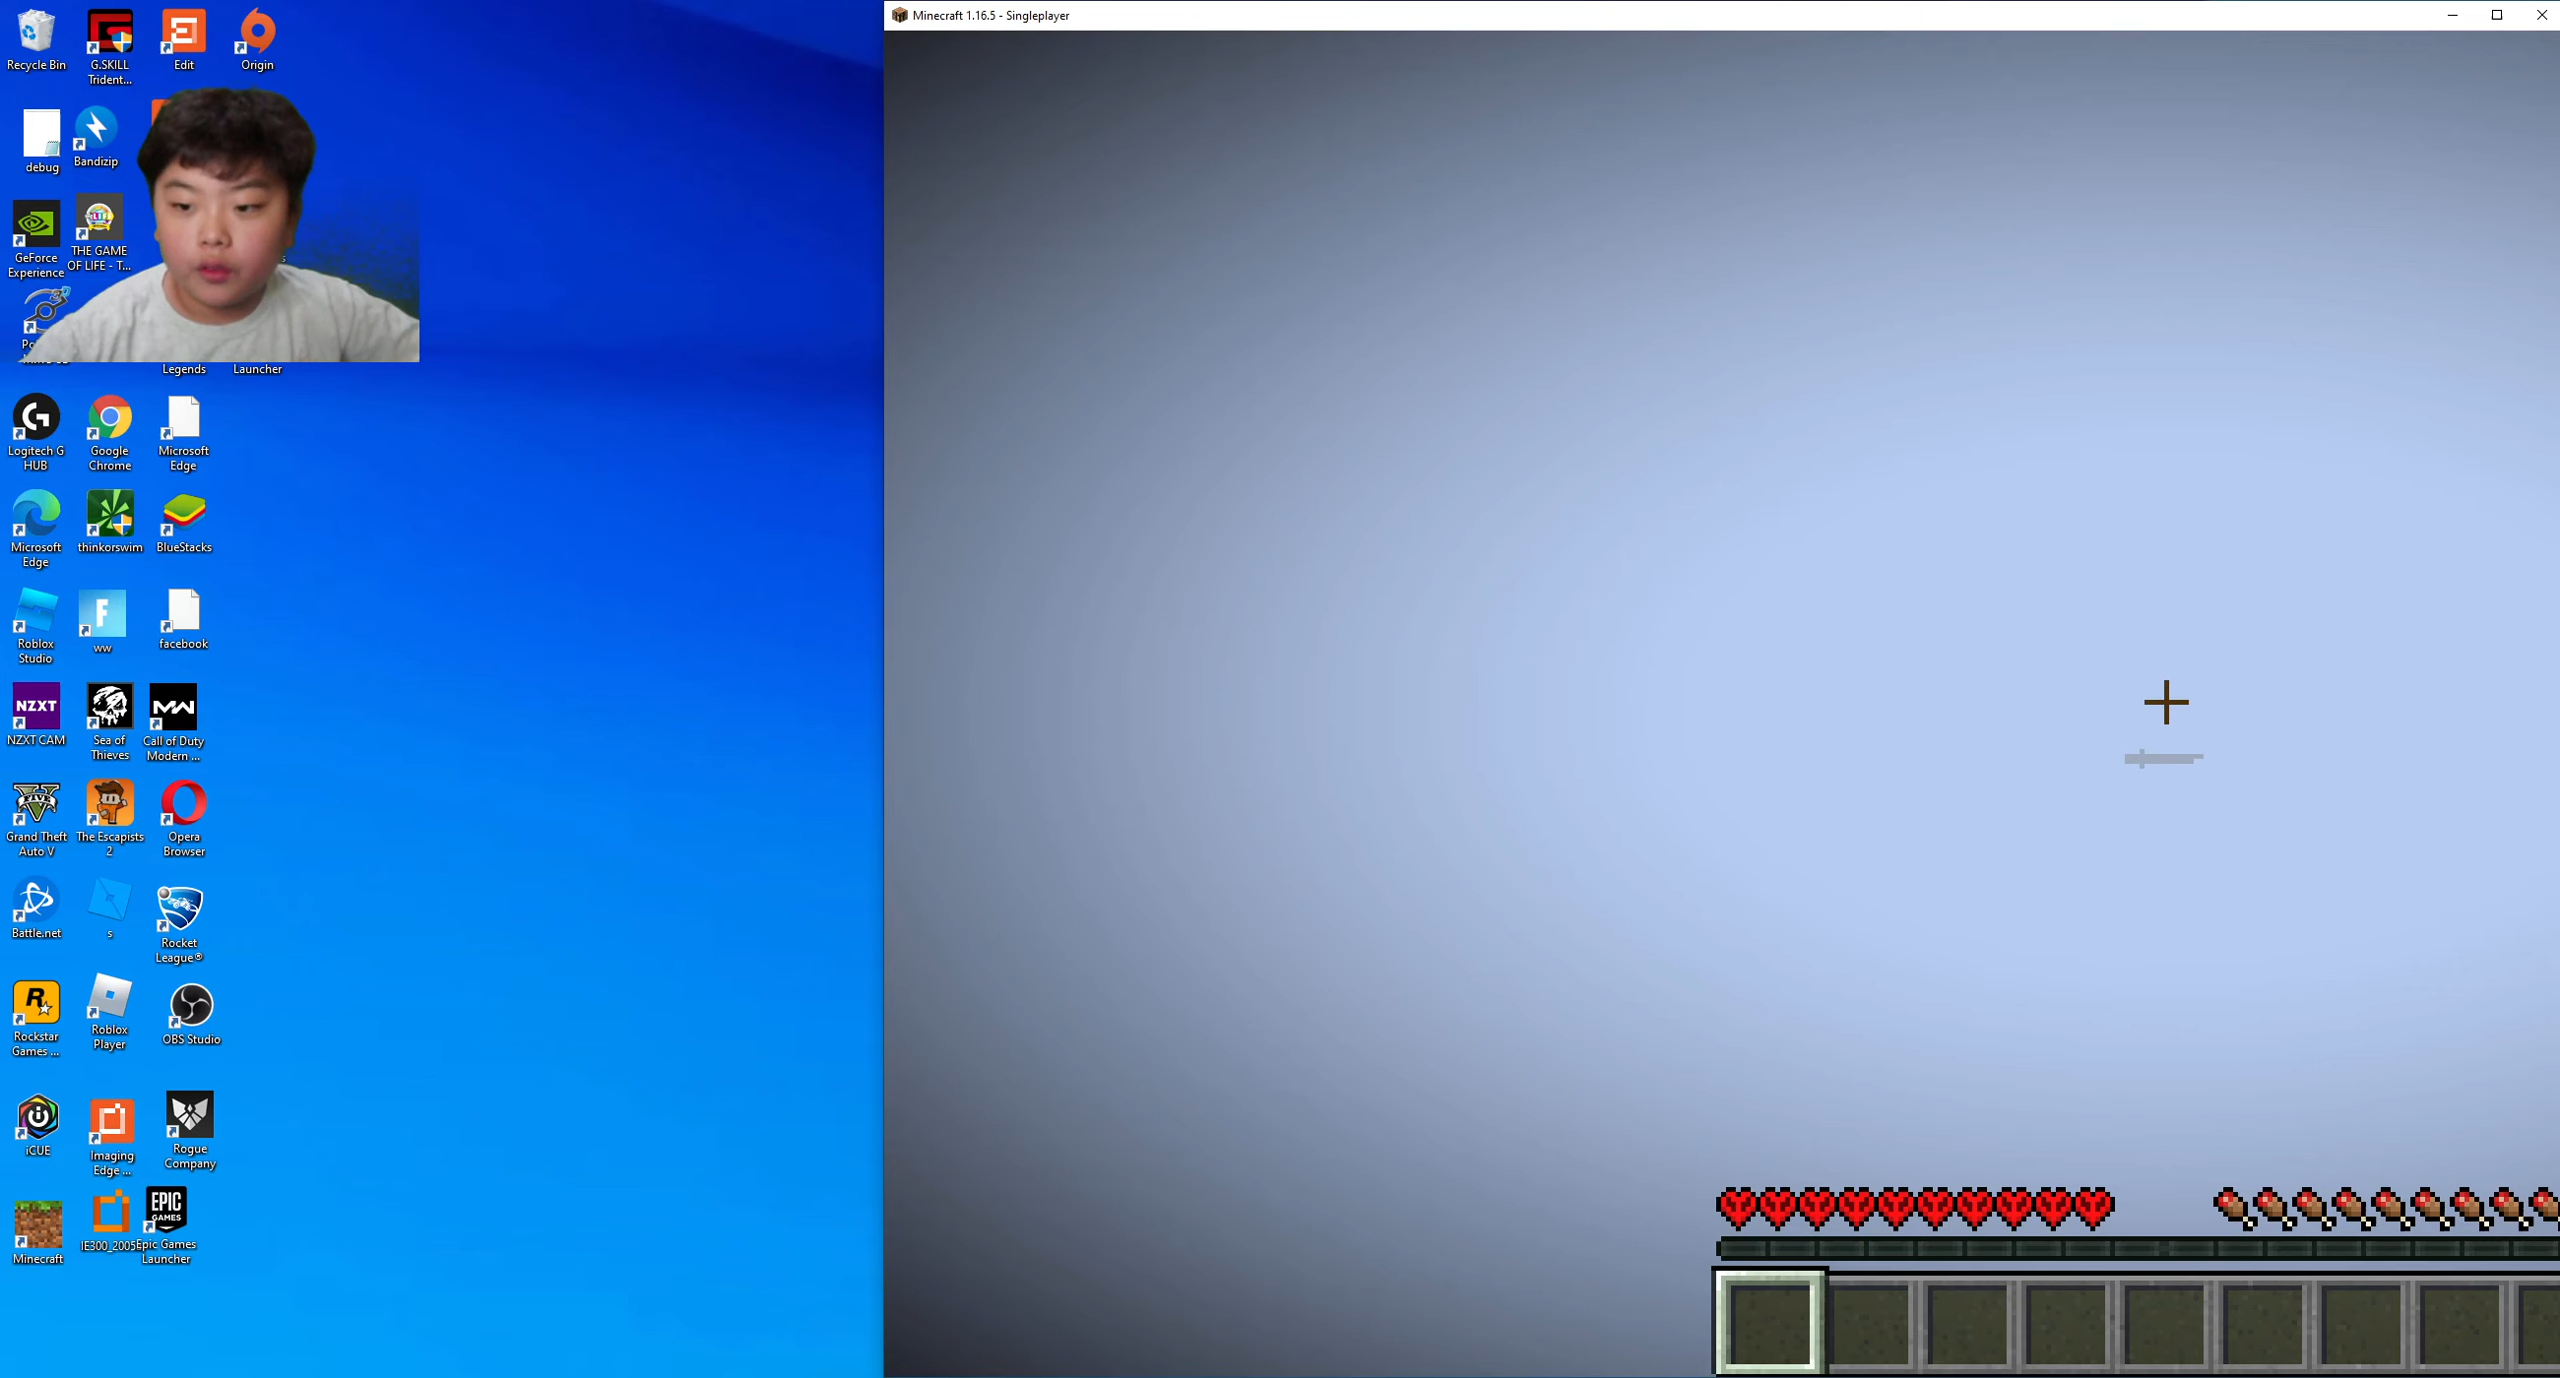 Minecraft 1.16.5 - Singleplayer
Recycle Bin
G.SKILL
Trident...
Edit
Origin
debug
Bandizip
GeForce
Experience
THE GAME
OF LIFE - T...
Legends
Launcher
Logitech G
HUB
Google
Chrome
Microsoft
Edge
Microsoft
Edge
thinkorswim
BlueStacks
Roblox
Studio
F
ww
facebook
NZXT
NZXT CAM
Sea of
Thieves
MW
Call of Duty
Modern ...
FIVE
Grand Theft
Auto V
The Escapists
2
Opera
Browser
Battle.net
s
Rocket
League®
R
Rockstar
Games ...
Roblox
Player
OBS Studio
iCUE
Imaging
Edge ...
Rogue
Company
Minecraft
EPIC
GAMES
Epic Games
Launcher